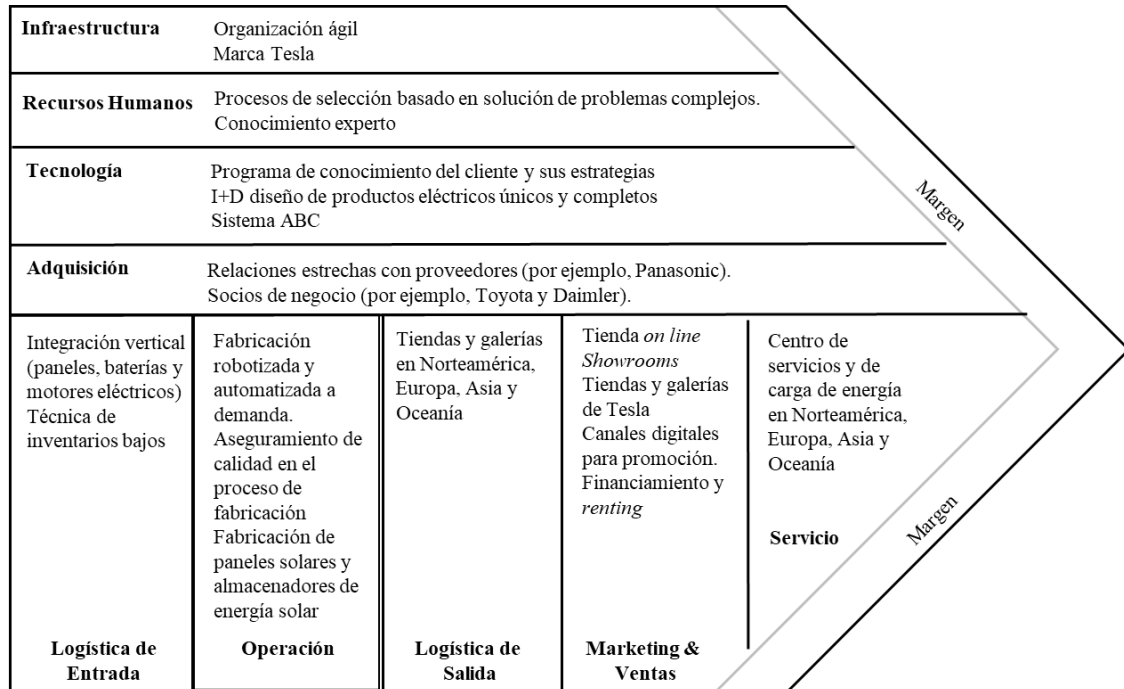 Infraestructura
Organización ágil
Marca Tesla
Recursos Humanos
Procesos de selección basado en solución de problemas complejos.
Conocimiento experto
Tecnología
Programa de conocimiento del cliente y sus estrategias
I+D diseño de productos eléctricos únicos y completos
Sistema ABC
Adquisición
Relaciones estrechas con proveedores (por ejemplo, Panasonic).
Socios de negocio (por ejemplo, Toyota y Daimler).
Margen
Integración vertical
(paneles, baterías y
motores eléctricos)
Técnica de
inventarios bajos
Logística de
Entrada
Fabricación
robotizada y
automatizada a
demanda.
Aseguramiento de
calidad en el
proceso de
fabricación
Fabricación de
paneles solares y
almacenadores de
energía solar
Operación
Tiendas y galerías
en Norteamérica,
Europa, Asia y
Oceanía
Logística de
Salida
Tienda on line
Showrooms
Tiendas y galerías
de Tesla
Canales digitales
para promoción.
Financiamiento y
renting
Marketing &
Ventas
Centro de
servicios y de
carga de energía
en Norteamérica,
Europa, Asia y
Oceanía
Servicio
Margen